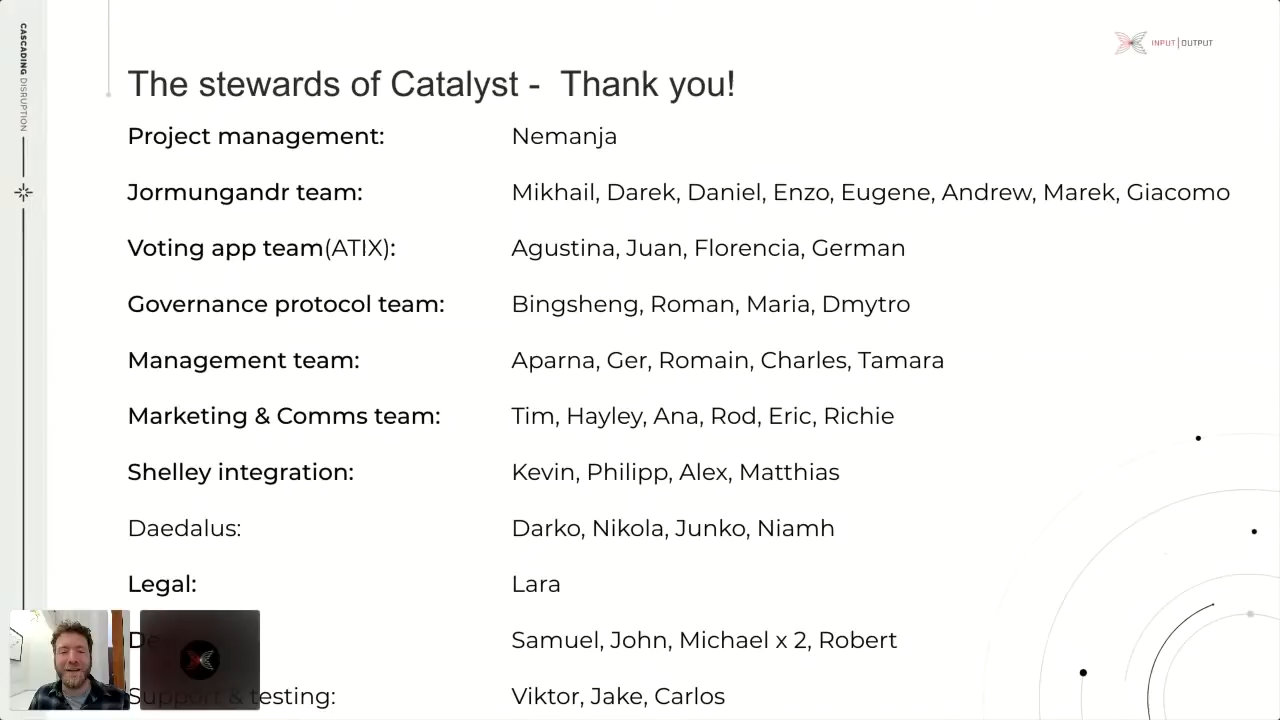 CASCADING DISRUPTION
INPUT | OUTPUT
The stewards of Catalyst - Thank you!
Project management: Nemanja
Jormungandr team: Mikhail, Darek, Daniel, Enzo, Eugene, Andrew, Marek, Giacomo
Voting app team(ATIX): Agustina, Juan, Florencia, German
Governance protocol team: Bingsheng, Roman, Maria, Dmytro
Management team: Aparna, Ger, Romain, Charles, Tamara
Marketing & Comms team: Tim, Hayley, Ana, Rod, Eric, Richie
Shelley integration: Kevin, Philipp, Alex, Matthias
Daedalus: Darko, Nikola, Junko, Niamh
Legal: Lara
Samuel, John, Michael x 2, Robert
Support & testing: Viktor, Jake, Carlos